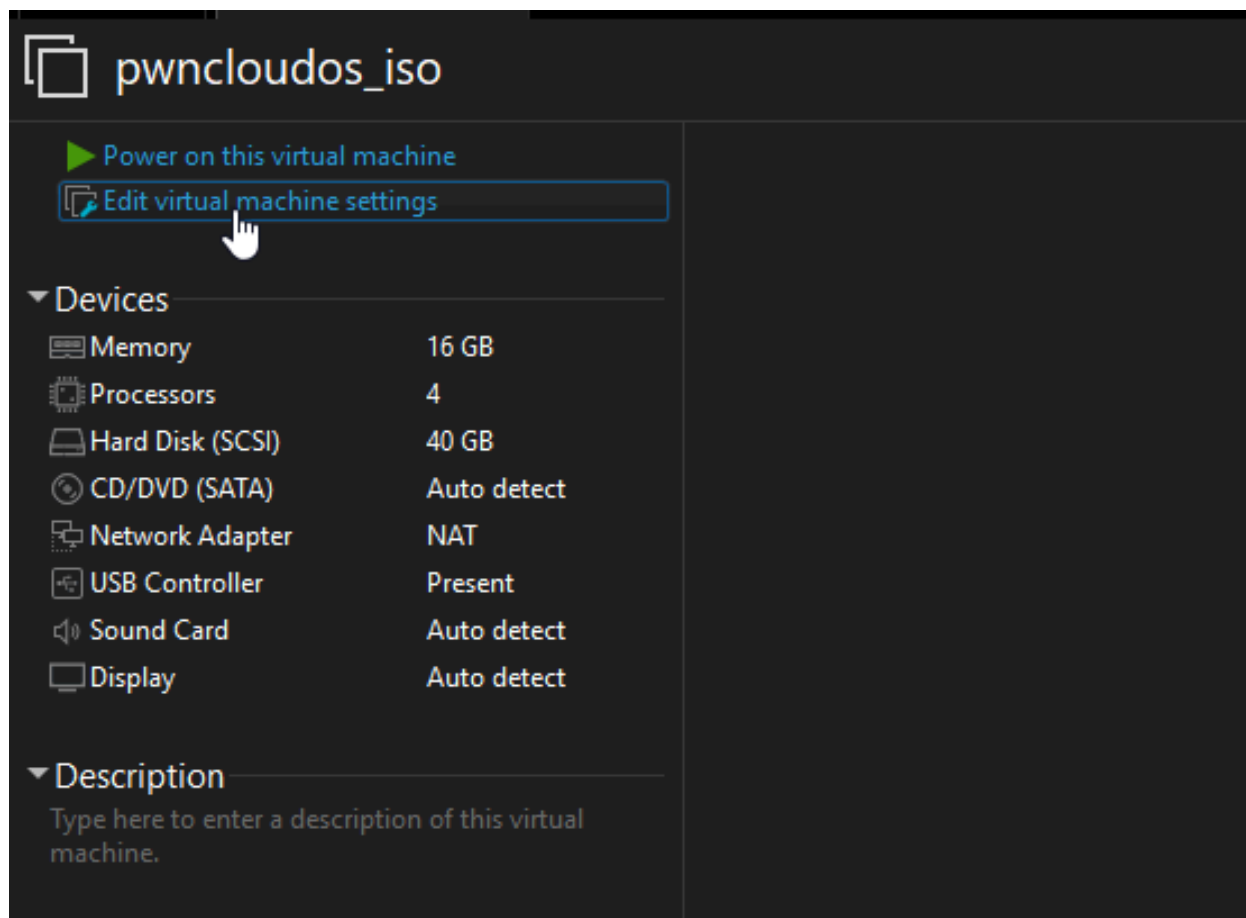 pwncloudos_iso
Power on this virtual machine
Edit virtual machine settings
Devices
Memory 16 GB
Processors 4
Hard Disk (SCSI) 40 GB
CD/DVD (SATA) Auto detect
Network Adapter NAT
USB Controller Present
Sound Card Auto detect
Display Auto detect
Description
Type here to enter a description of this virtual
machine.